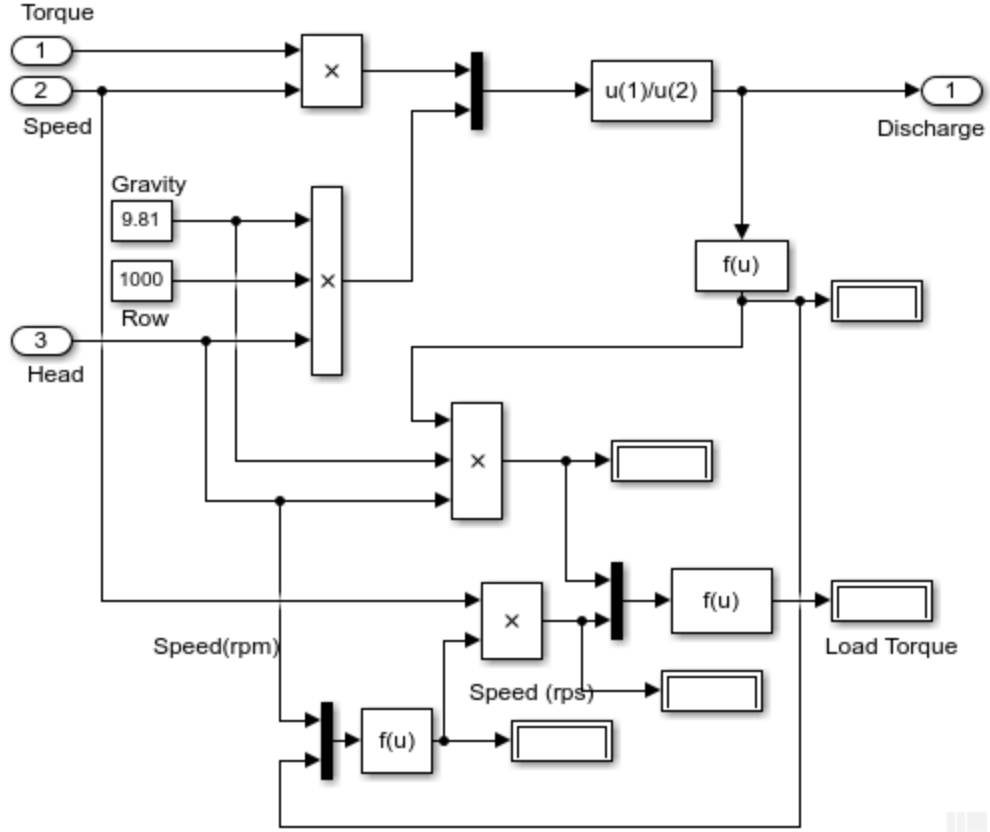 Torque
1
×
2
u(1)/u(2)
1
Speed
Discharge
Gravity
9.81
f(u)
1000
×
Row
3
Head
×
f(u)
×
Speed(rpm)
Load Torque
Speed (rps)
f(u)